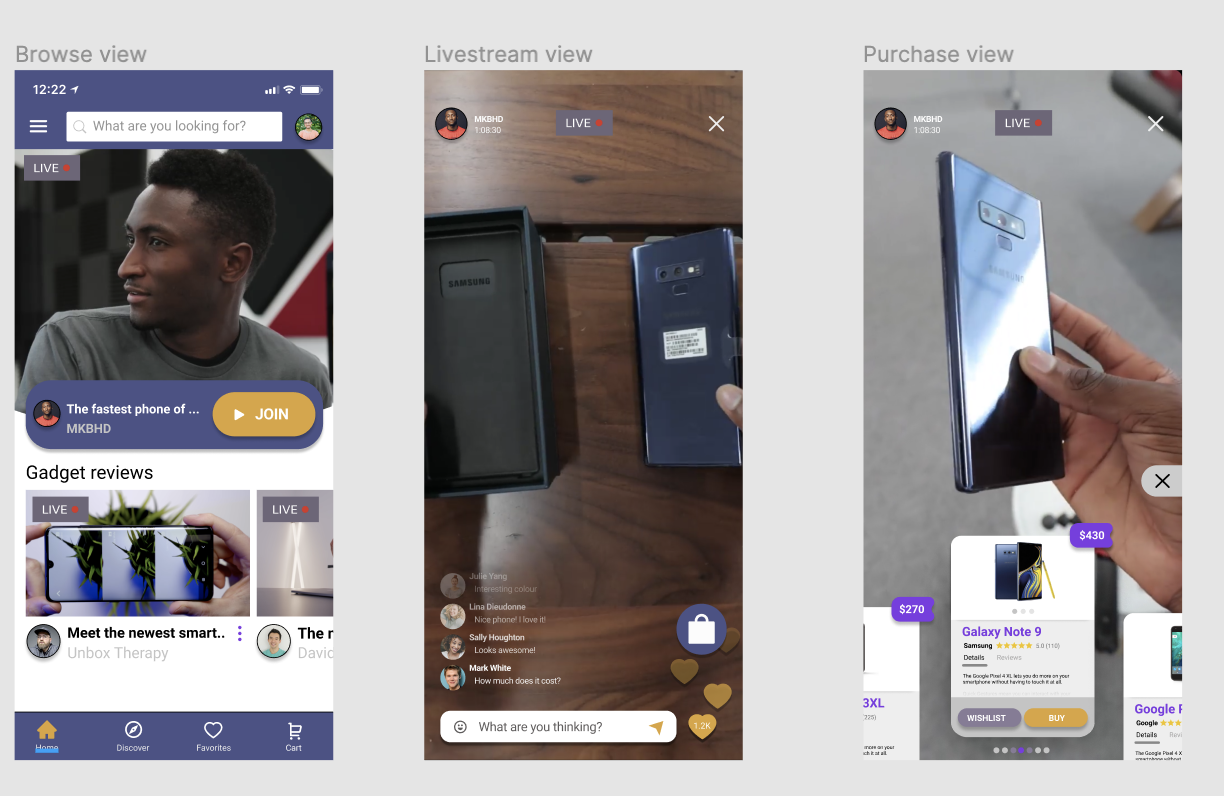 Browse view
12:22
What are you looking for?
LIVE
The fastest phone of ...
MKBHD
JOIN
Gadget reviews
LIVE
LIVE
Meet the newest smart..
Unbox Therapy
The n
David
Home
Discover
Favorites
Cart
Livestream view
MKBHD
1:08:30
LIVE
SAMSUNG
Julie Yang
Interesting colour
Lina Dieudonne
Nice phone! I love it!
Sally Houghton
Looks awesome!
Mark White
How much does it cost?
What are you thinking?
1.2K
Purchase view
MKBHD
1:08:30
LIVE
SAMSUNG
$430
$270
Galaxy Note 9
Samsung
5.0 (110)
Details
Reviews
The Google Pixel 4 XL lets you do more on your
smartphone without having to touch it at all.
WISHLIST
BUY
3XL
more on your
h it at all.
Google P
Google
Details
Revi
The Google Pixel 4 X
smartphone without